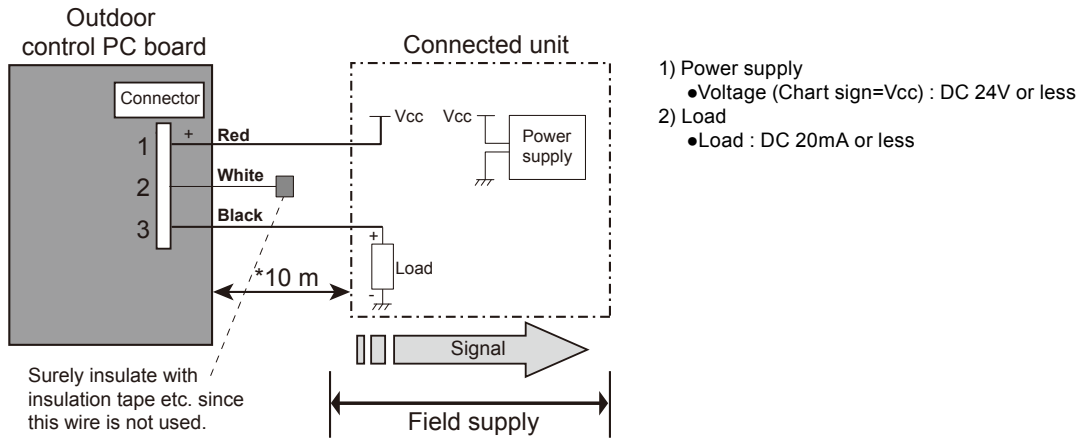 Outdoor
control PC board
Connector
1
2
3
+
Red
White
Black
*10 m
Surely insulate with
insulation tape etc. since
this wire is not used.
Connected unit
Vcc
Vcc
Power
supply
+
Load
-
Signal
Field supply
1) Power supply
●Voltage (Chart sign=Vcc) : DC 24V or less
2) Load
●Load : DC 20mA or less